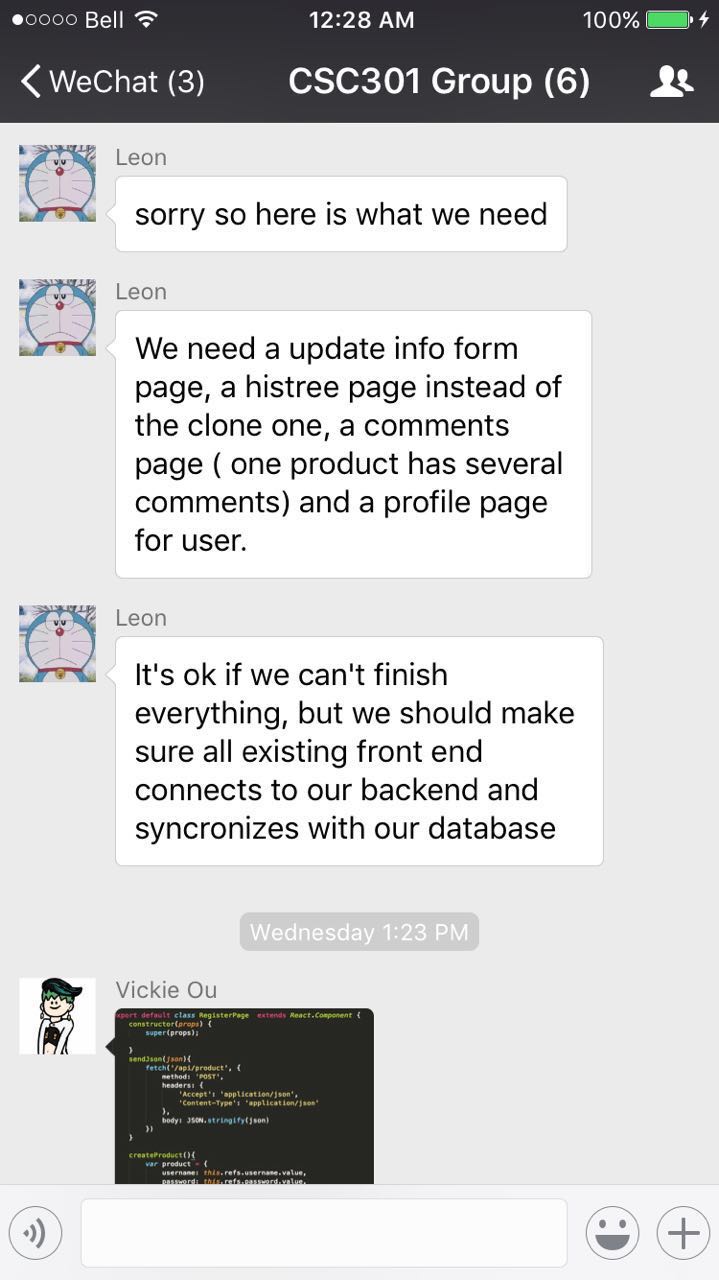 Bell 12:28 AM 100%
WeChat (3) CSC301 Group (6)
Leon
sorry so here is what we need
Leon
We need a update info form
page, a histree page instead of
the clone one, a comments
page ( one product has several
comments) and a profile page
for user.
Leon
It's ok if we can't finish
everything, but we should make
sure all existing front end
connects to our backend and
syncronizes with our database
Wednesday 1:23 PM
Vickie Ou
xport default class RegisterPage extends React.Component {
constructor(props) {
super(props);
}
sendJson(json){
fetch('/api/product', {
method: 'POST',
headers: {
'Accept': 'application/json',
'Content-Type': 'application/json'
},
body: JSON.stringify(json)
})
}
createProduct(){
var product = {
username: this.refs.username.value,
password: this.refs.password.value,